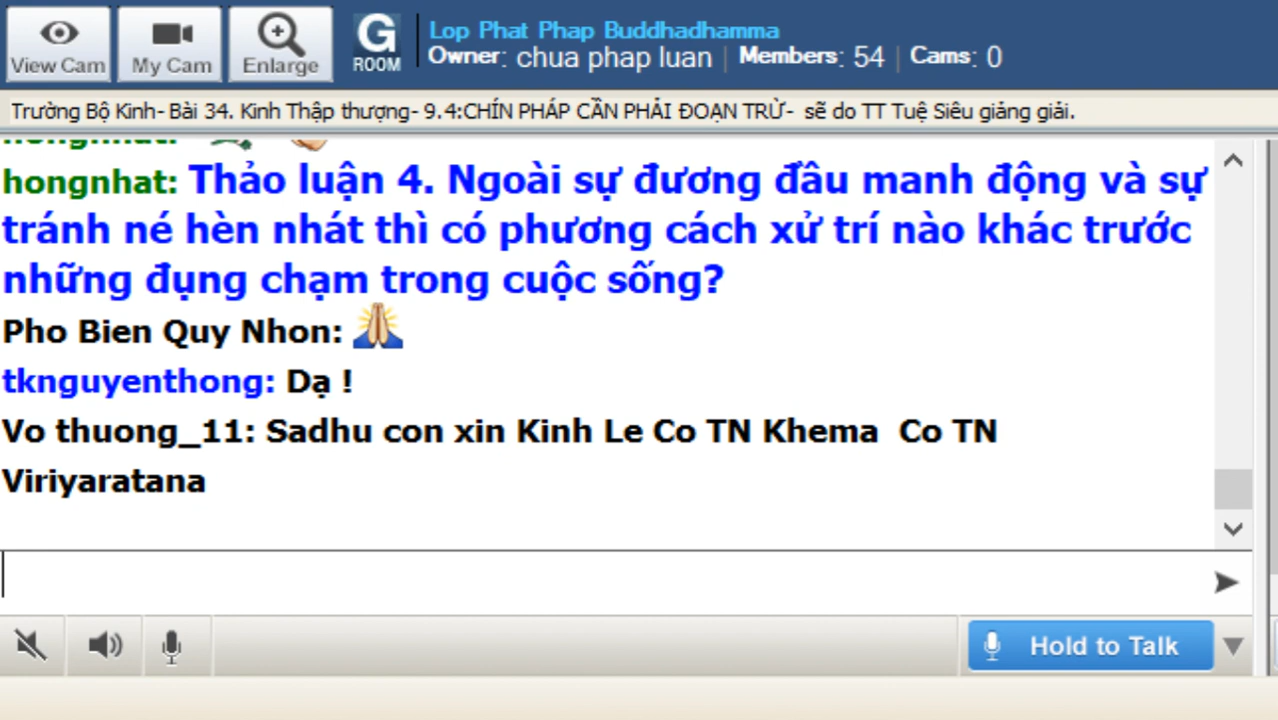 View Cam
My Cam
Enlarge
G
ROOM
Lop Phat Phap Buddhadhamma
Owner: chua phap luan | Members: 54 | Cams: 0
Trường Bộ Kinh- Bài 34. Kinh Thập thượng- 9.4:CHÍN PHÁP CẦN PHẢI ĐOẠN TRỪ- sẽ do TT Tuệ Siêu giảng giải.
hongnhat:
hongnhat: Thảo luận 4. Ngoài sự đương đầu manh động và sự
tránh né hèn nhát thì có phương cách xử trí nào khác trước
những đụng chạm trong cuộc sống?
Pho Bien Quy Nhon:
tknguyenthong: Dạ !
Vo thuong_11: Sadhu con xin Kinh Le Co TN Khema Co TN
Viriyaratana
Hold to Talk